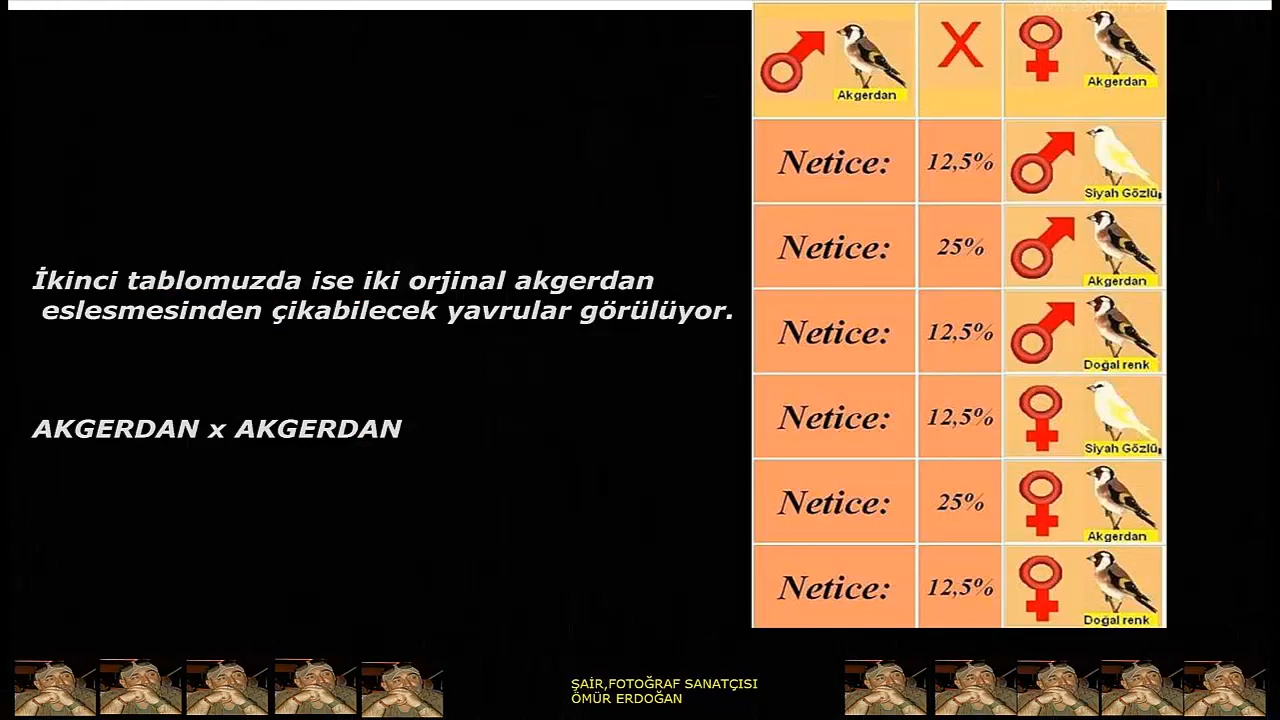 Akgerdan
X
Akgerdan
Netice: 12,5% Siyah Gözlü
Netice: 25% Akgerdan
Netice: 12,5% Doğal renk
Netice: 12,5% Siyah Gözlü
Netice: 25% Akgerdan
Netice: 12,5% Doğal renk
İkinci tablomuzda ise iki orjinal akgerdan
eslesmesinden çikabilecek yavrular görülüyor.
AKGERDAN x AKGERDAN
ŞAİR,FOTOĞRAF SANATÇISI
ÖMÜR ERDOĞAN